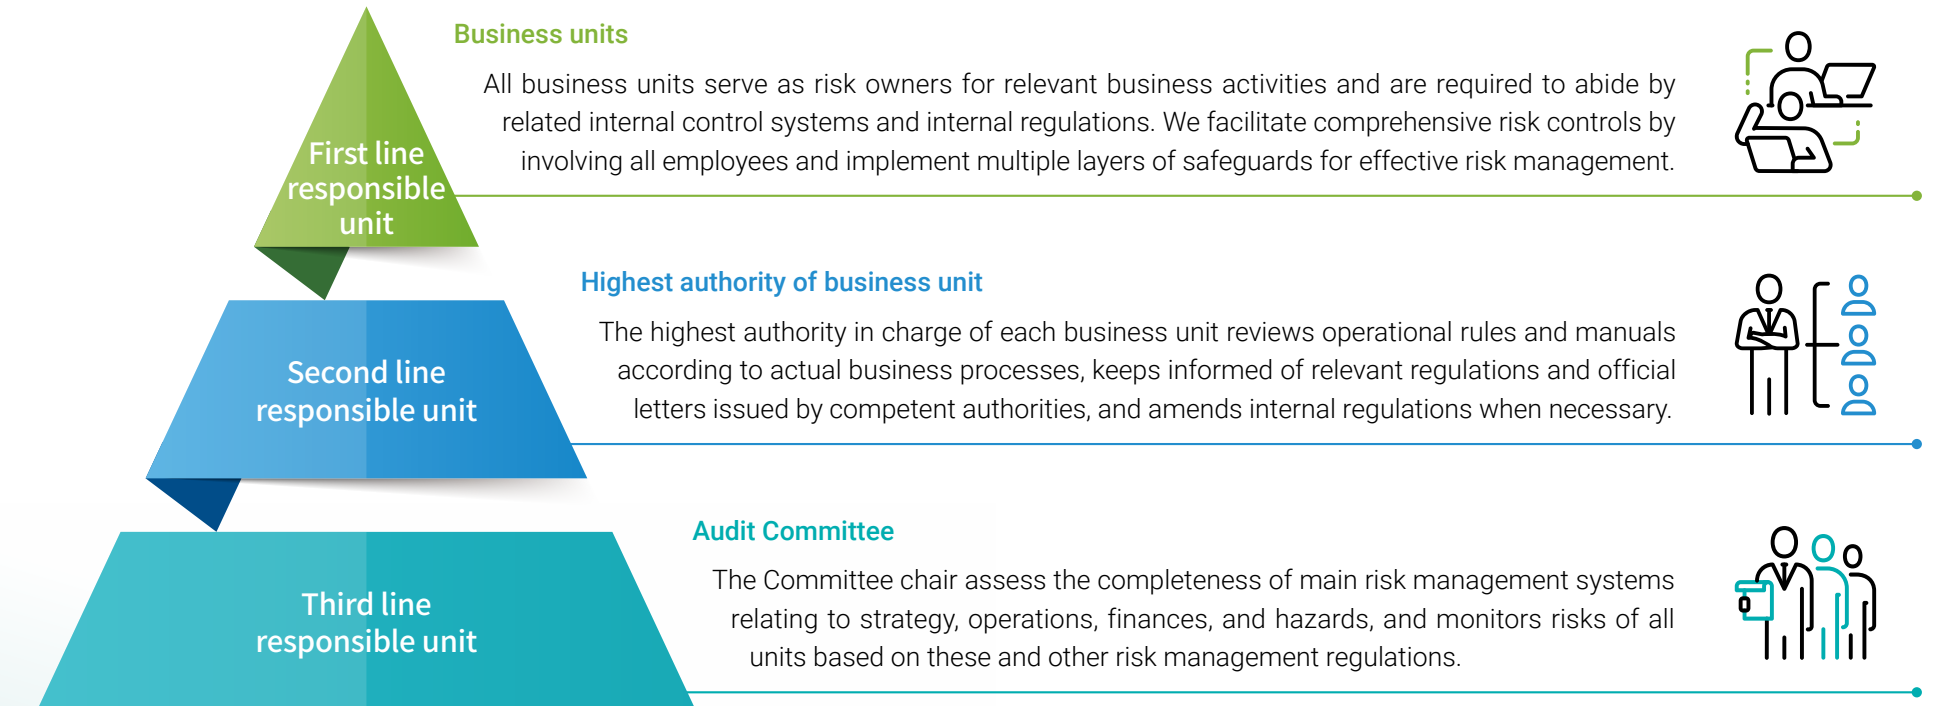 Business units
All business units serve as risk owners for relevant business activities and are required to abide by
related internal control systems and internal regulations. We facilitate comprehensive risk controls by
involving all employees and implement multiple layers of safeguards for effective risk management.
First line
responsible
unit
Highest authority of business unit
The highest authority in charge of each business unit reviews operational rules and manuals
according to actual business processes, keeps informed of relevant regulations and official
letters issued by competent authorities, and amends internal regulations when necessary.
Second line
responsible unit
Audit Committee
The Committee chair assess the completeness of main risk management systems
relating to strategy, operations, finances, and hazards, and monitors risks of all
units based on these and other risk management regulations.
Third line
responsible unit